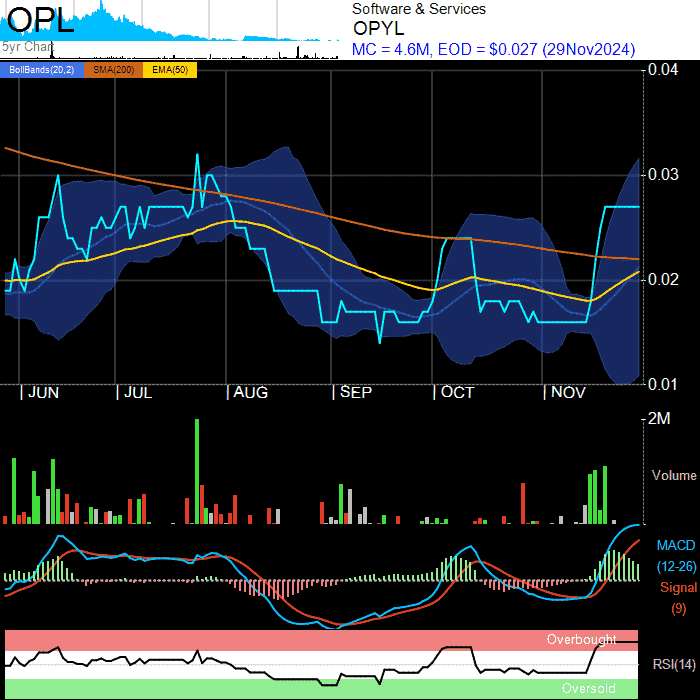 OPL
5yr Chart
Software & Services
OPYL
MC = 4.6M, EOD = $0.027 (29Nov2024)
BollBands(20,2) SMA(200) EMA(50)
0.04
0.03
0.02
0.01
| JUN | JUL | AUG | SEP | OCT | NOV
2M
Volume
MACD
(12-26)
Signal
(9)
Overbought
RSI(14)
Oversold